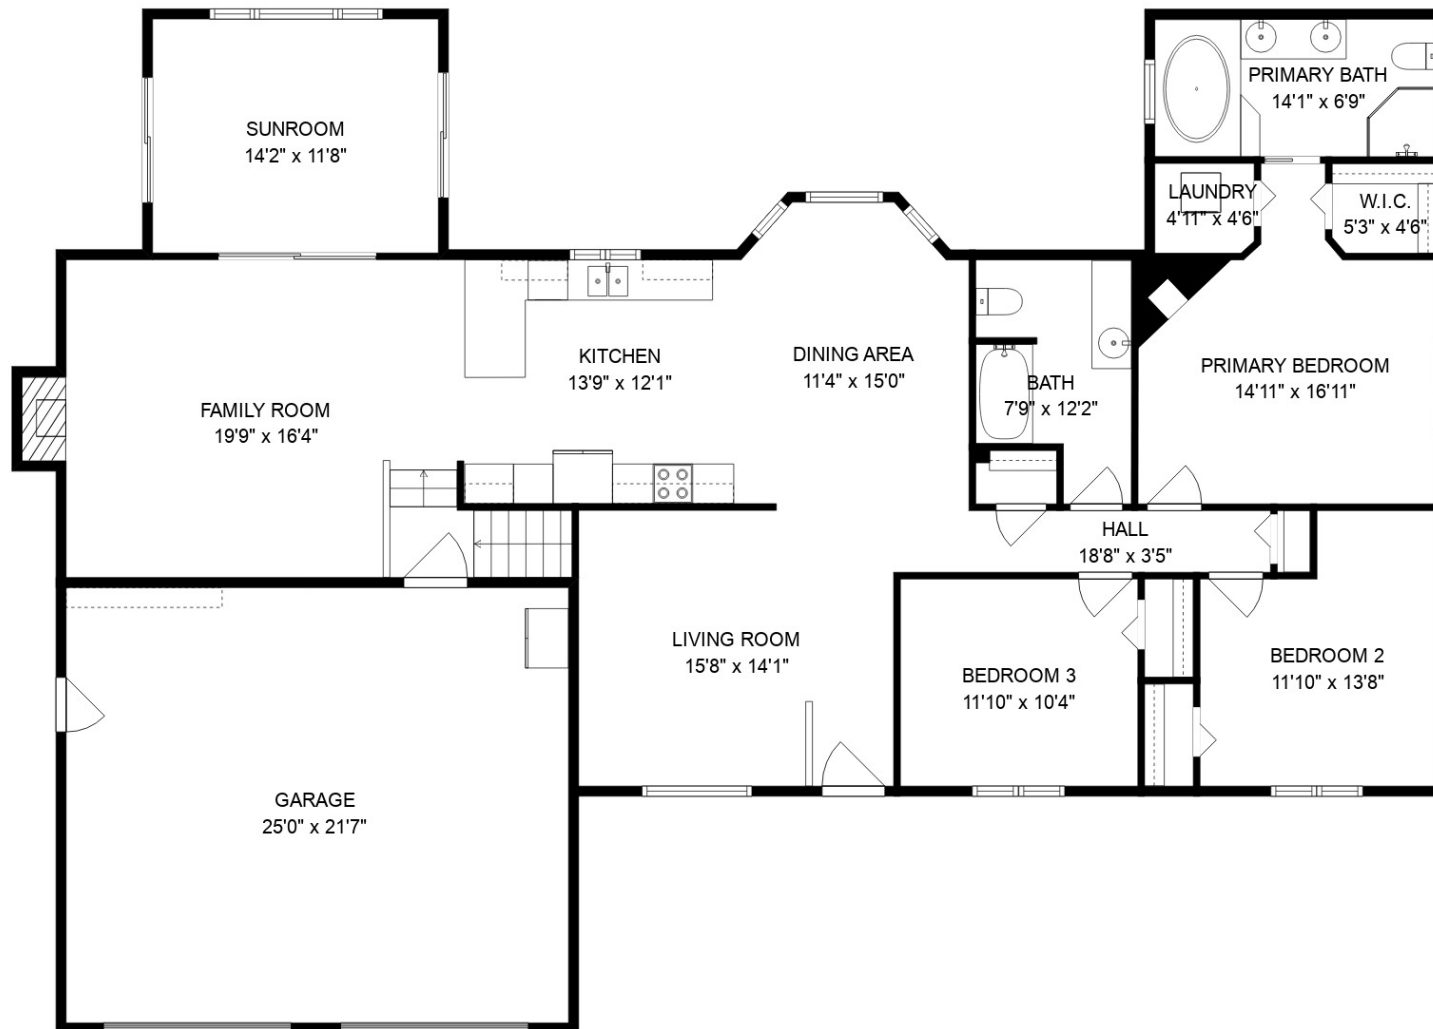 SUNROOM
14'2" x 11'8"
PRIMARY BATH
14'1" x 6'9"
LAUNDRY
4'11" x 4'6"
W.I.C.
5'3" x 4'6"
KITCHEN
13'9" x 12'1"
DINING AREA
11'4" x 15'0"
BATH
7'9" x 12'2"
PRIMARY BEDROOM
14'11" x 16'11"
FAMILY ROOM
19'9" x 16'4"
HALL
18'8" x 3'5"
LIVING ROOM
15'8" x 14'1"
BEDROOM 3
11'10" x 10'4"
BEDROOM 2
11'10" x 13'8"
GARAGE
25'0" x 21'7"